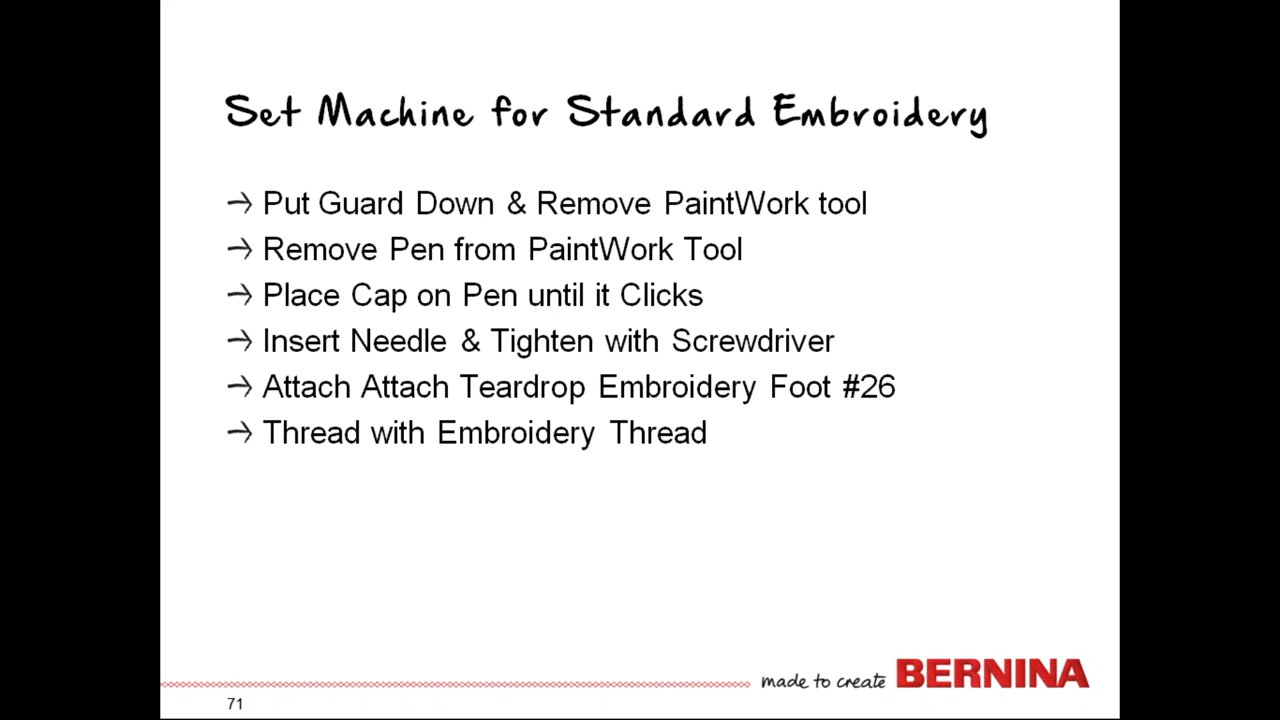 Set Machine for Standard Embroidery
→ Put Guard Down & Remove PaintWork tool
→ Remove Pen from PaintWork Tool
→ Place Cap on Pen until it Clicks
→ Insert Needle & Tighten with Screwdriver
→ Attach Attach Teardrop Embroidery Foot #26
→ Thread with Embroidery Thread
made to create BERNINA
71